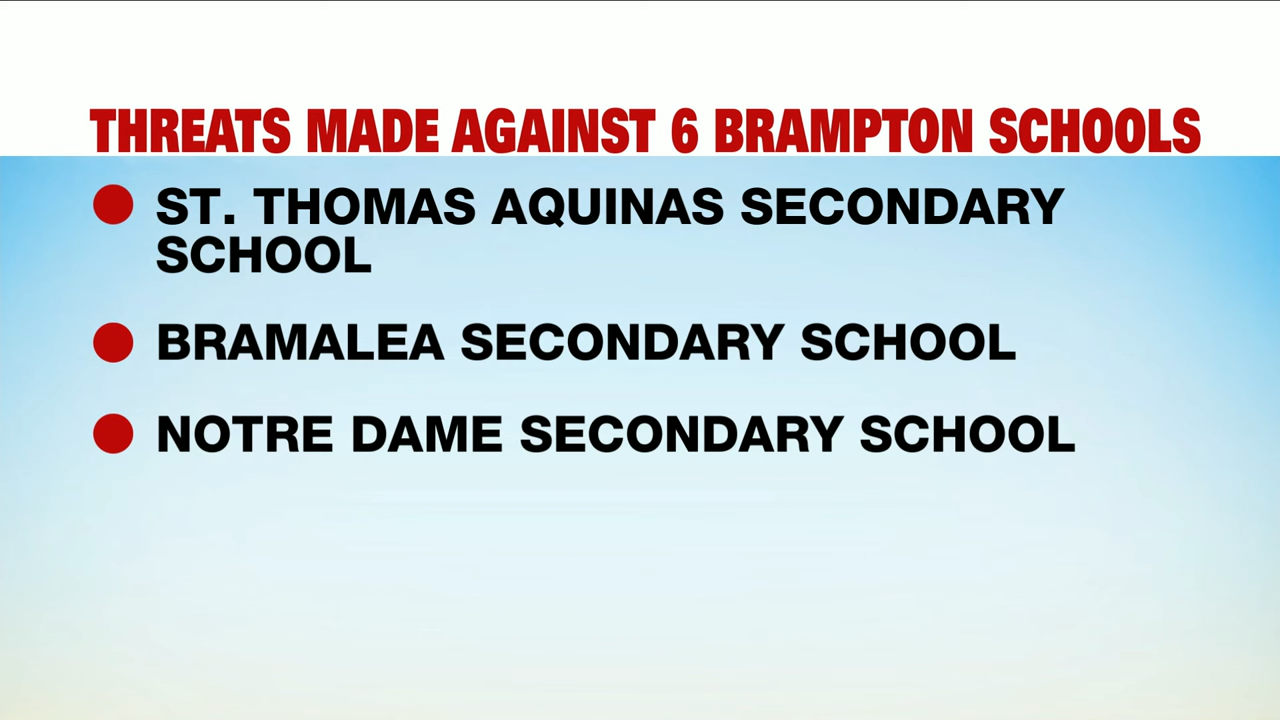 THREATS MADE AGAINST 6 BRAMPTON SCHOOLS
ST. THOMAS AQUINAS SECONDARY
SCHOOL
BRAMALEA SECONDARY SCHOOL
NOTRE DAME SECONDARY SCHOOL